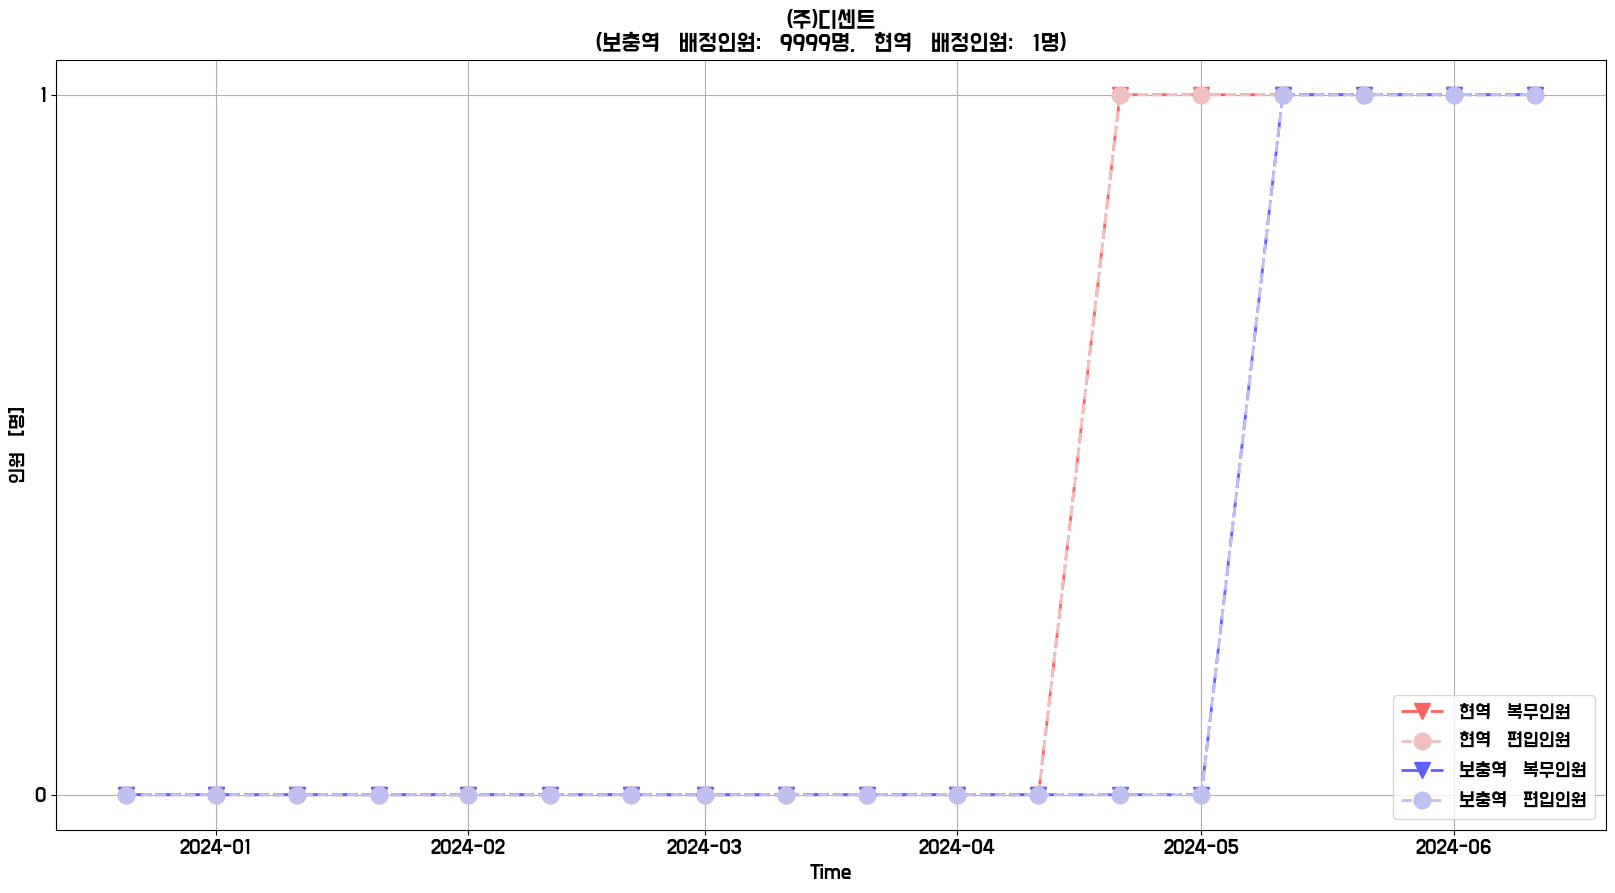 (주)디센트
(보충역 배정인원: 9999명, 현역 배정인원: 1명)
1
0
인원 [명]
2024-01
2024-02
2024-03
2024-04
2024-05
2024-06
Time
현역 복무인원
현역 편입인원
보충역 복무인원
보충역 편입인원